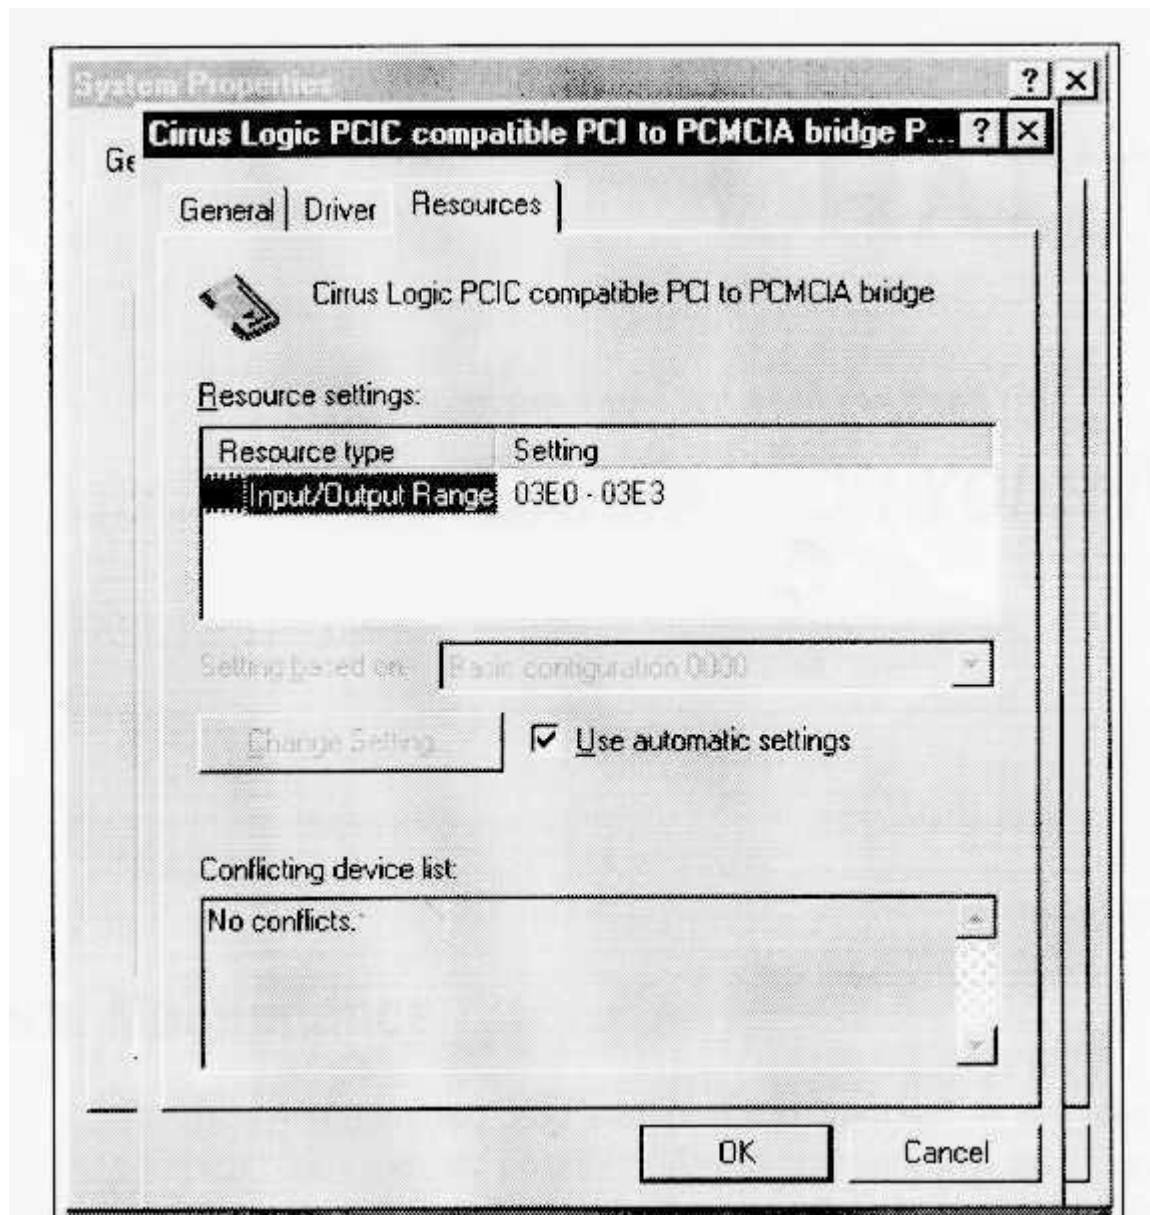 System Properties
Cirrus Logic PCIC compatible PCI to PCMCIA bridge P...
Ge
General Driver Resources
Cirrus Logic PCIC compatible PCI to PCMCIA bridge
Resource settings:
Resource type Setting
Input/Output Range 03E0 - 03E3
Setting based on: Basic configuration 0000
Change Setting...
Use automatic settings
Conflicting device list:
No conflicts.
OK Cancel